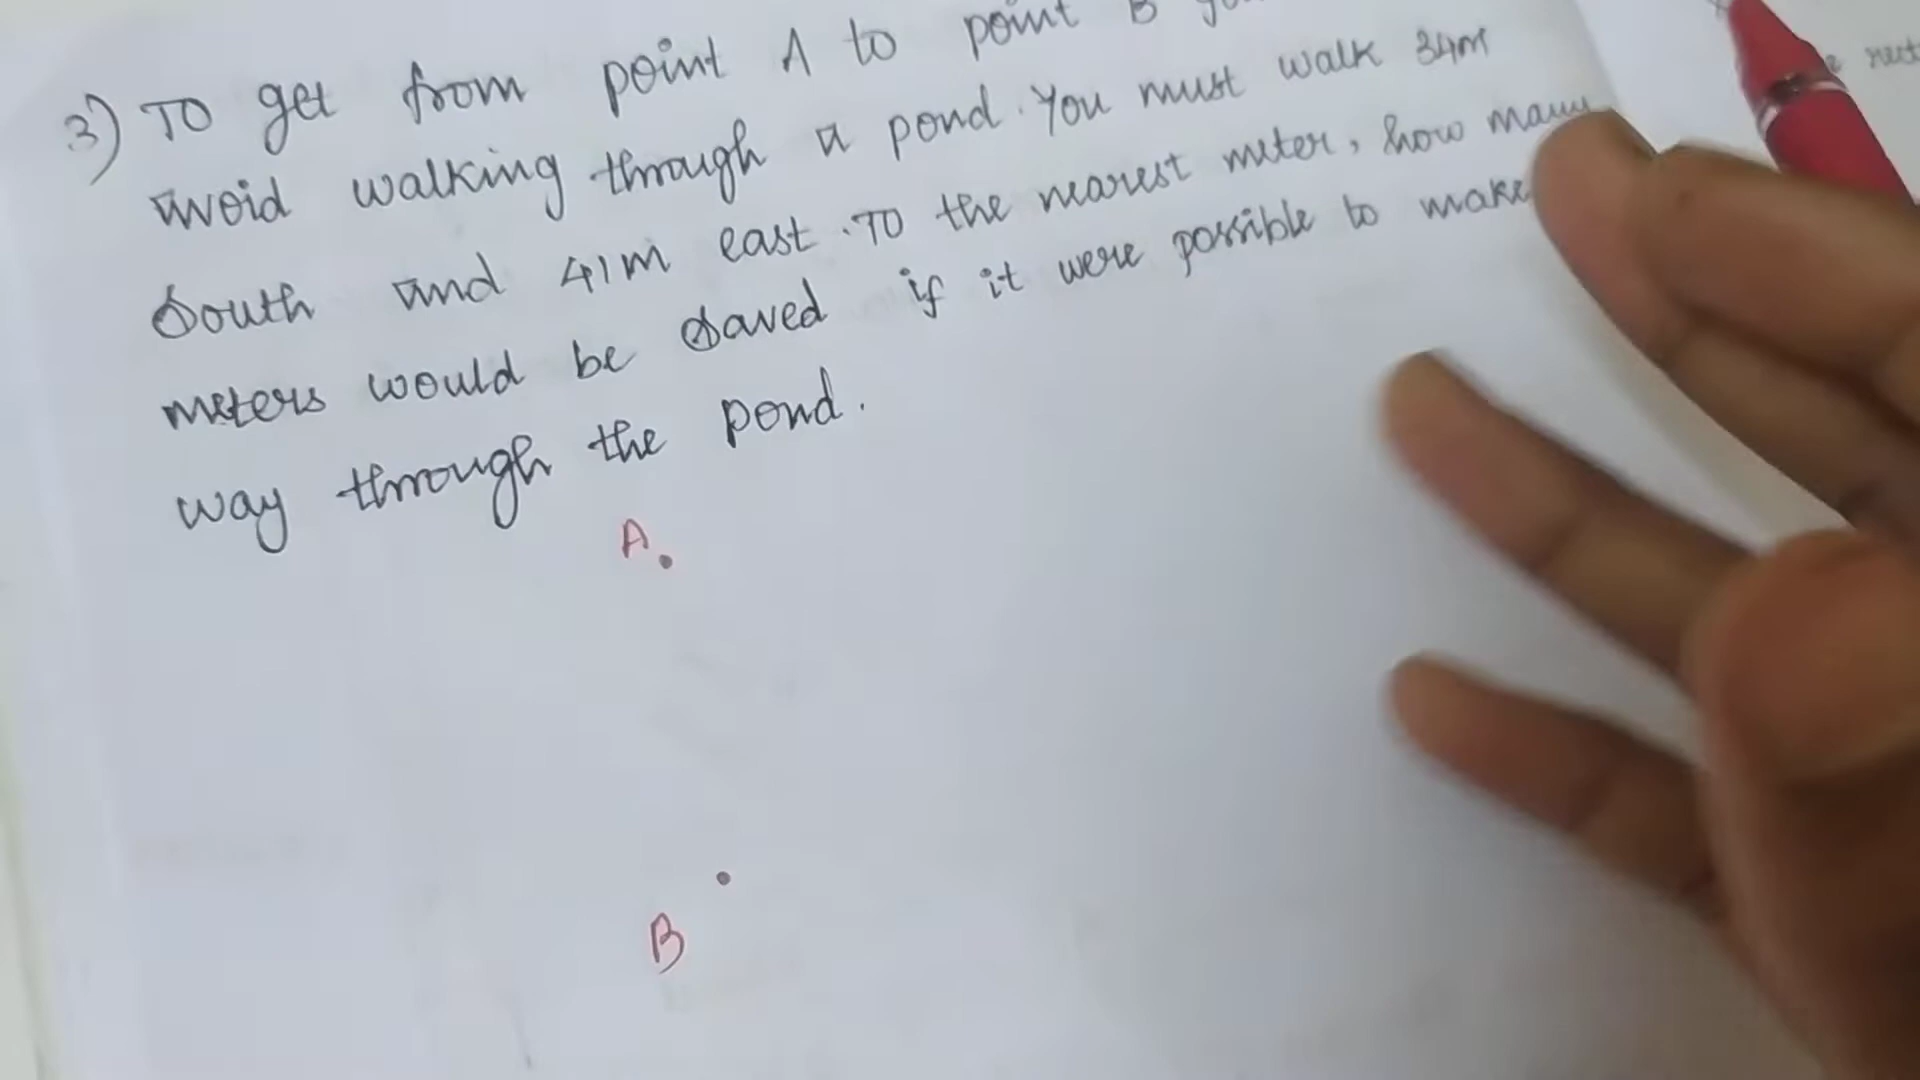 3) To get from point A to point B
avoid walking through a pond. You must walk 34m
South and 41m east. To the nearest meter, how many
meters would be saved if it were possible to make
way through the pond.
A
B